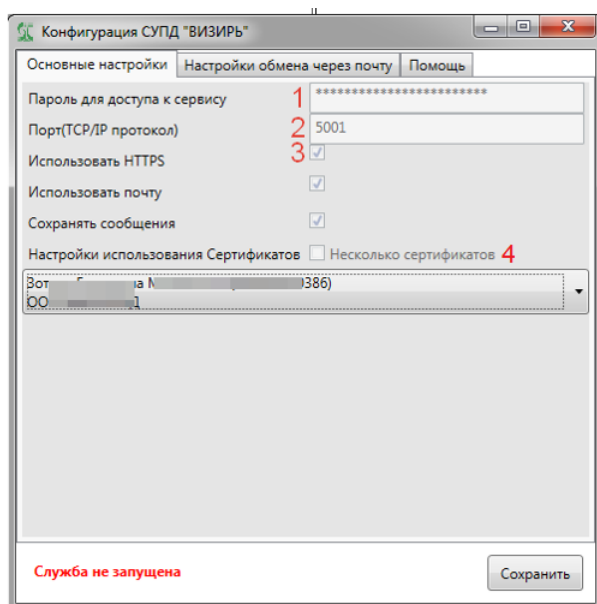 Конфигурация СУПД "ВИЗИРЬ"
Основные настройки Настройки обмена через почту Помощь
Пароль для доступа к сервису 1 ************************
Порт(TCP/IP протокол) 2 5001
Использовать HTTPS 3
Использовать почту
Сохранять сообщения
Настройки использования Сертификатов Несколько сертификатов 4
386)
Служба не запущена
Сохранить